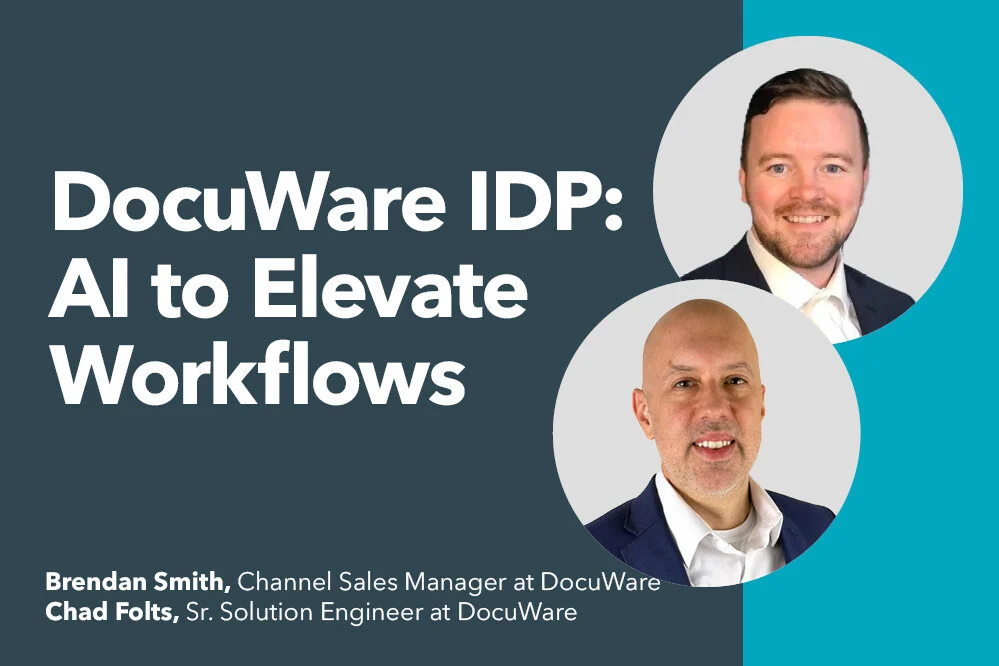 DocuWare IDP:
AI to Elevate
Workflows
Brendan Smith, Channel Sales Manager at DocuWare
Chad Folts, Sr. Solution Engineer at DocuWare